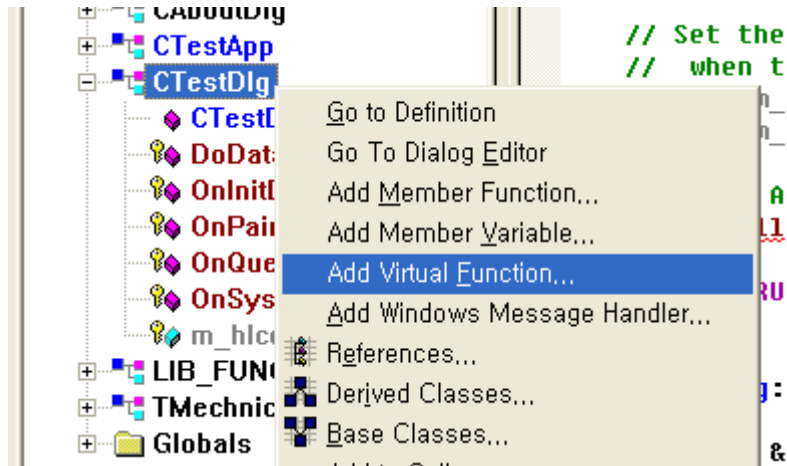 CAboutDlg
CTestApp
CTestDlg
CTestD
DoDat
OnInit
OnPai
OnQue
OnSys
m_hIc
LIB_FUN
TMechnic
Globals
Go to Definition
Go To Dialog Editor
Add Member Function...
Add Member Variable...
Add Virtual Function...
Add Windows Message Handler...
References...
Derived Classes...
Base Classes...
// Set the
// when t